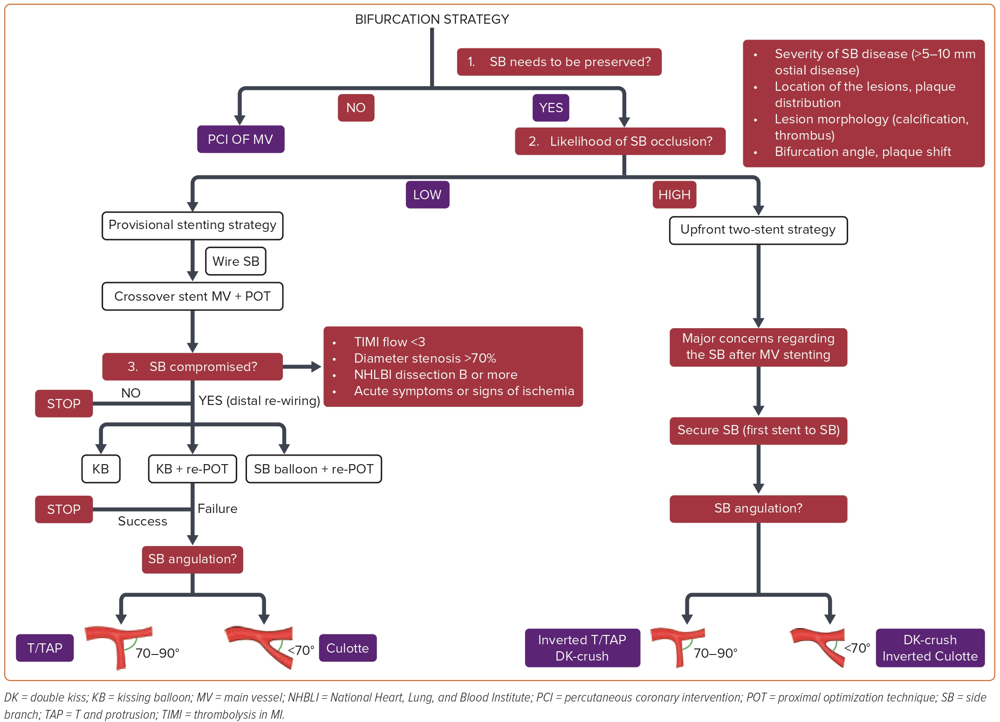 BIFURCATION STRATEGY
1. SB needs to be preserved?
• Severity of SB disease (>5–10 mm
ostial disease)
• Location of the lesions, plaque
distribution
• Lesion morphology (calcification,
thrombus)
• Bifurcation angle, plaque shift
NO
YES
PCI OF MV
2. Likelihood of SB occlusion?
LOW
HIGH
Provisional stenting strategy
Upfront two-stent strategy
Wire SB
Crossover stent MV + POT
Major concerns regarding
the SB after MV stenting
3. SB compromised?
• TIMI flow <3
• Diameter stenosis >70%
• NHLBI dissection B or more
• Acute symptoms or signs of ischemia
NO
STOP
YES (distal re-wiring)
Secure SB (first stent to SB)
KB
KB + re-POT
SB balloon + re-POT
STOP
Success
Failure
SB angulation?
SB angulation?
T/TAP
70–90°
<70°
Culotte
Inverted T/TAP
DK-crush
70–90°
<70°
DK-crush
Inverted Culotte
DK = double kiss; KB = kissing balloon; MV = main vessel; NHBLI = National Heart, Lung, and Blood Institute; PCI = percutaneous coronary intervention; POT = proximal optimization technique; SB = side
branch; TAP = T and protrusion; TIMI = thrombolysis in MI.